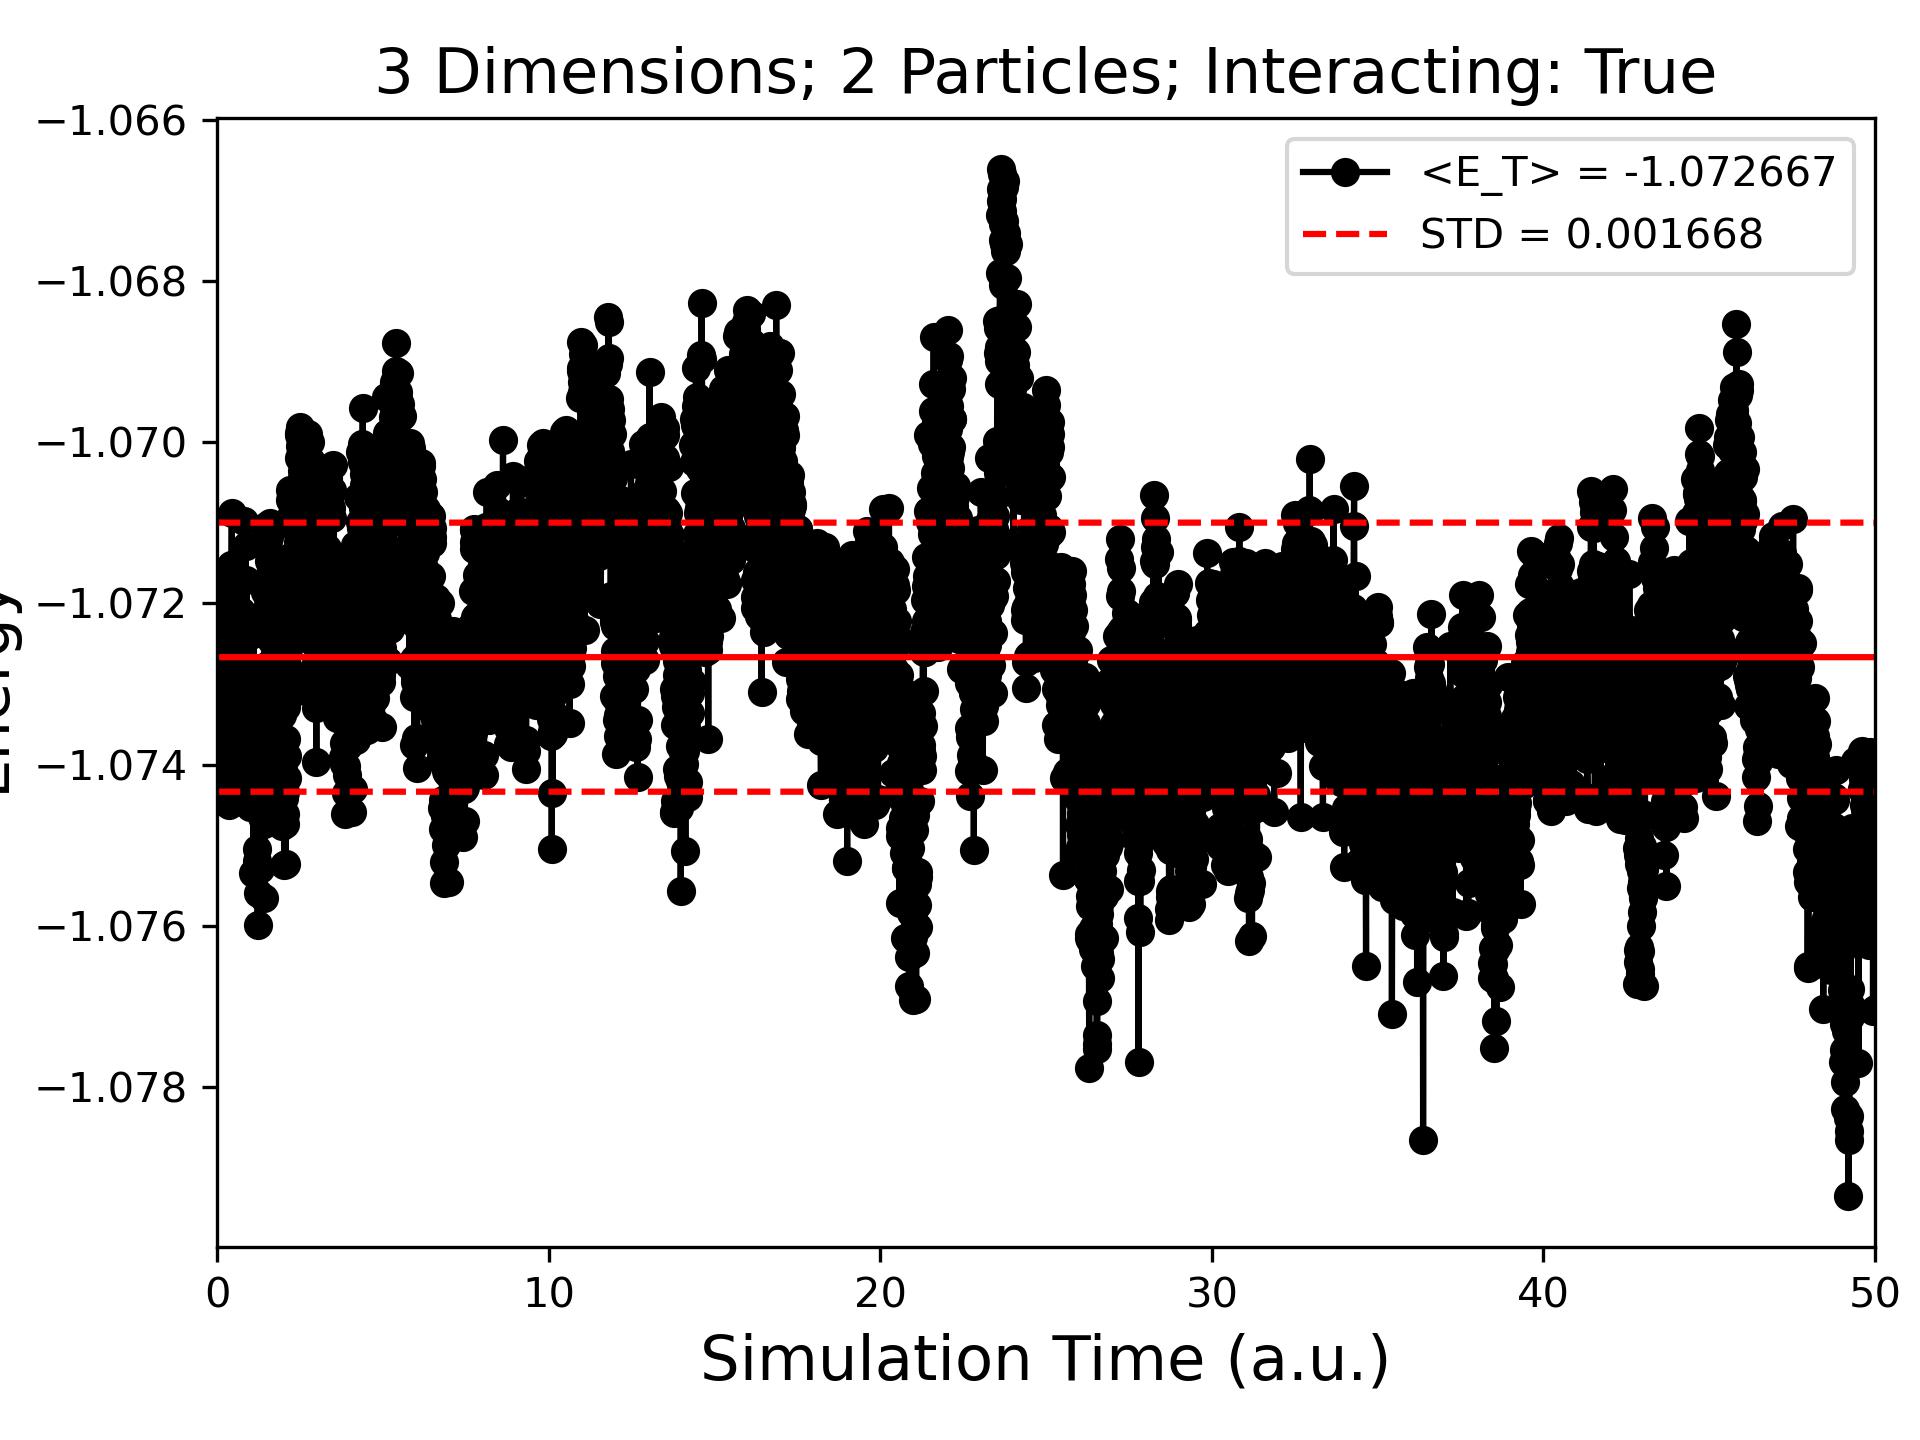 3 Dimensions; 2 Particles; Interacting: True
−1.066
−1.068
−1.070
−1.072
−1.074
−1.076
−1.078
<E_T> = -1.072667
STD = 0.001668
0 10 20 30 40 50
Simulation Time (a.u.)